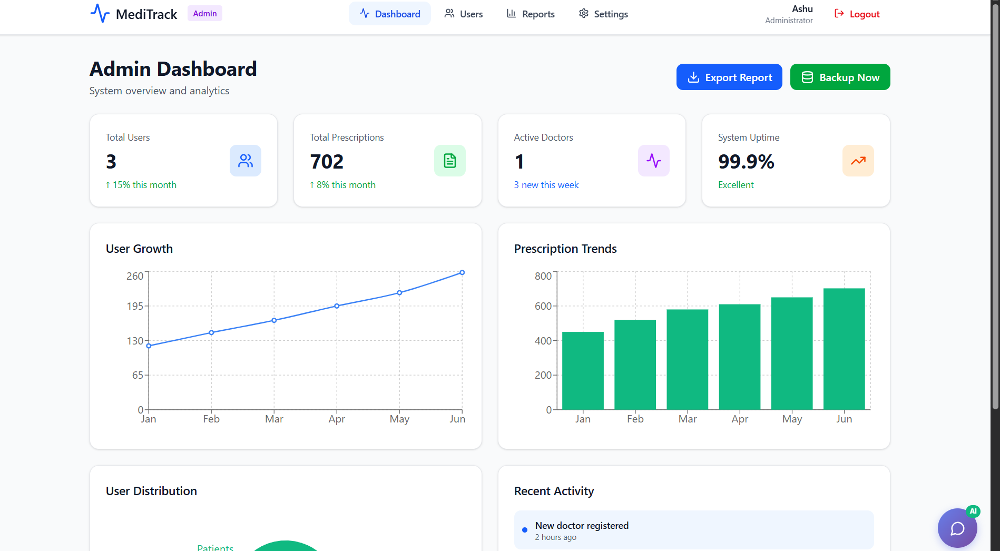 MediTrack Admin
Dashboard Users Reports Settings
Ashu
Administrator
Logout
Admin Dashboard
System overview and analytics
Export Report Backup Now
Total Users
3
↑ 15% this month
Total Prescriptions
702
↑ 8% this month
Active Doctors
1
3 new this week
System Uptime
99.9%
Excellent
User Growth
260
195
130
65
0
Jan Feb Mar Apr May Jun
Prescription Trends
800
600
400
200
0
Jan Feb Mar Apr May Jun
User Distribution
Patients
Recent Activity
New doctor registered
2 hours ago
AI